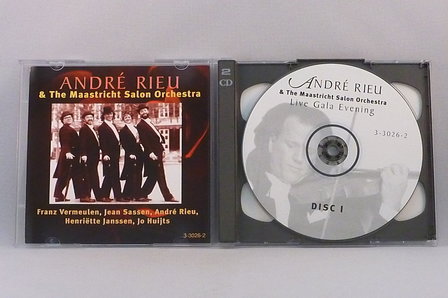 ANDRÉ RIEU
& The Maastricht Salon Orchestra
Franz Vermeulen, Jean Sassen, André Rieu,
Henriëtte Janssen, Jo Huijts
3-3026-2
2
CD
ANDRÉ RIEU
& The Maastricht Salon Orchestra
Live Gala Evening
3-3026-2
DISC I